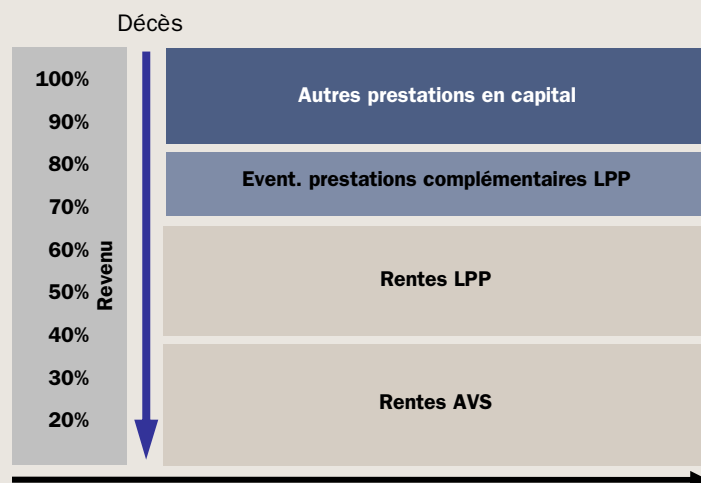 Décès
100%
90%
80%
70%
60%
50%
40%
30%
20%
Revenu
Autres prestations en capital
Event. prestations complémentaires LPP
Rentes LPP
Rentes AVS